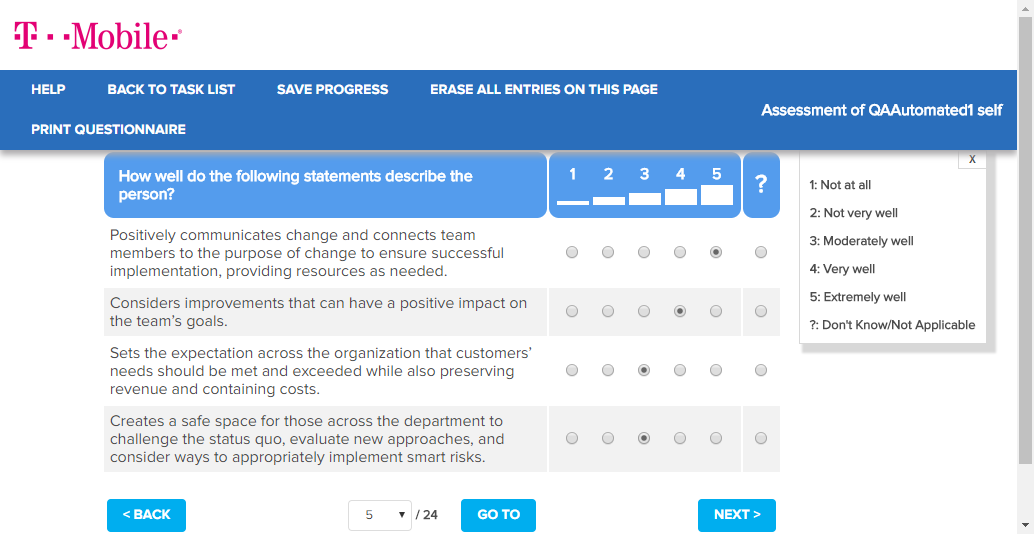 T··Mobile·®
HELP
BACK TO TASK LIST
SAVE PROGRESS
ERASE ALL ENTRIES ON THIS PAGE
PRINT QUESTIONNAIRE
Assessment of QAAutomated1 self
How well do the following statements describe the
person?
1 2 3 4 5 ?
Positively communicates change and connects team
members to the purpose of change to ensure successful
implementation, providing resources as needed.
Considers improvements that can have a positive impact on
the team’s goals.
Sets the expectation across the organization that customers’
needs should be met and exceeded while also preserving
revenue and containing costs.
Creates a safe space for those across the department to
challenge the status quo, evaluate new approaches, and
consider ways to appropriately implement smart risks.
X
1: Not at all
2: Not very well
3: Moderately well
4: Very well
5: Extremely well
?: Don't Know/Not Applicable
< BACK
5 / 24
GO TO
NEXT >